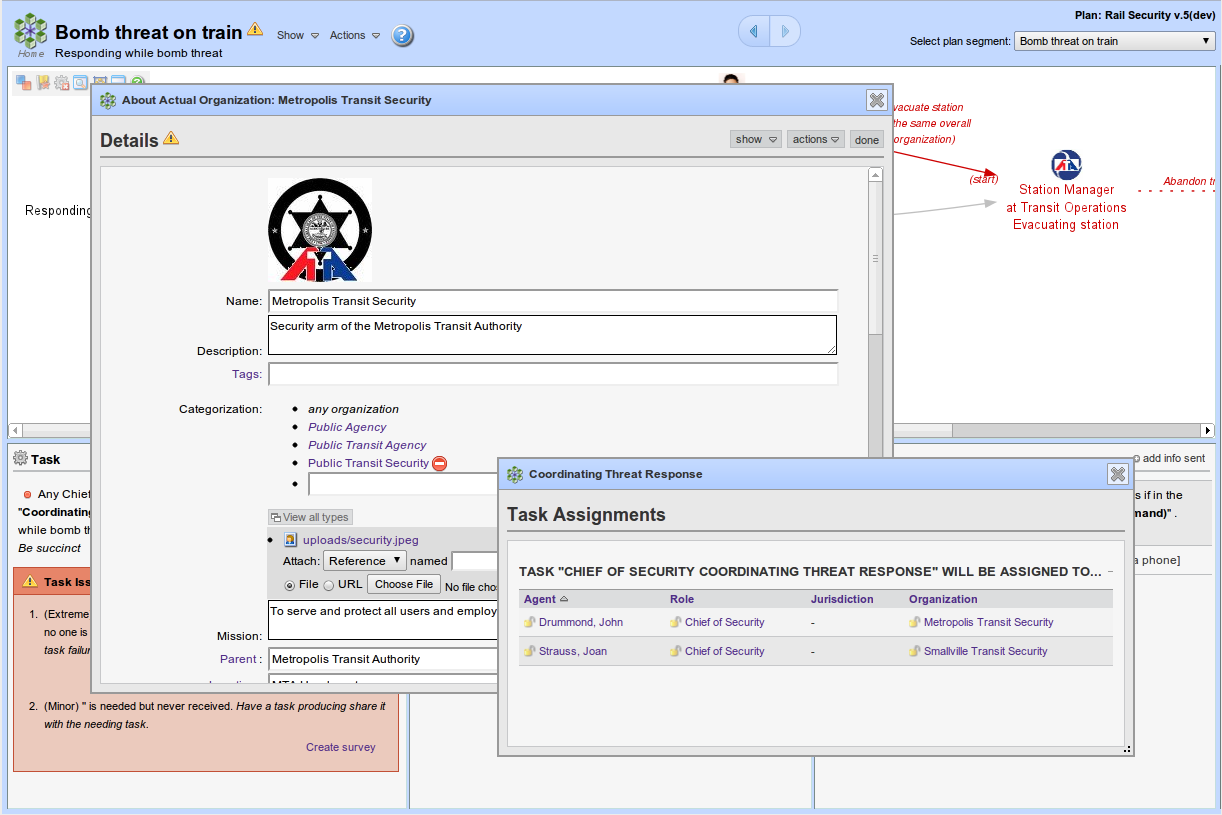 Bomb threat on train
Show
Actions
?
Home
Responding while bomb threat
Plan: Rail Security v.5(dev)
Select plan segment:
Bomb threat on train
About Actual Organization: Metropolis Transit Security
Details
show
actions
done
Name:
Metropolis Transit Security
Description:
Security arm of the Metropolis Transit Authority
Tags:
Categorization:
any organization
Public Agency
Public Transit Agency
Public Transit Security
View all types
uploads/security.jpeg
Attach:
Reference
named
File
URL
Choose File
No file chos
Mission:
To serve and protect all users and employ
Parent :
Metropolis Transit Authority
Responding
vacuate station
the same overall
organization)
(start)
Station Manager
at Transit Operations
Evacuating station
Abandon tr
Task
Any Chief
"Coordinating
while bomb th
Be succinct
Task Iss
1. (Extreme
no one is
task failur
2. (Minor) " is needed but never received. Have a task producing share it
with the needing task.
Create survey
add info sent
s if in the
mand)" .
a phone]
Coordinating Threat Response
Task Assignments
TASK "CHIEF OF SECURITY COORDINATING THREAT RESPONSE" WILL BE ASSIGNED TO...
Agent
Role
Jurisdiction
Organization
Drummond, John
Chief of Security
-
Metropolis Transit Security
Strauss, Joan
Chief of Security
-
Smallville Transit Security